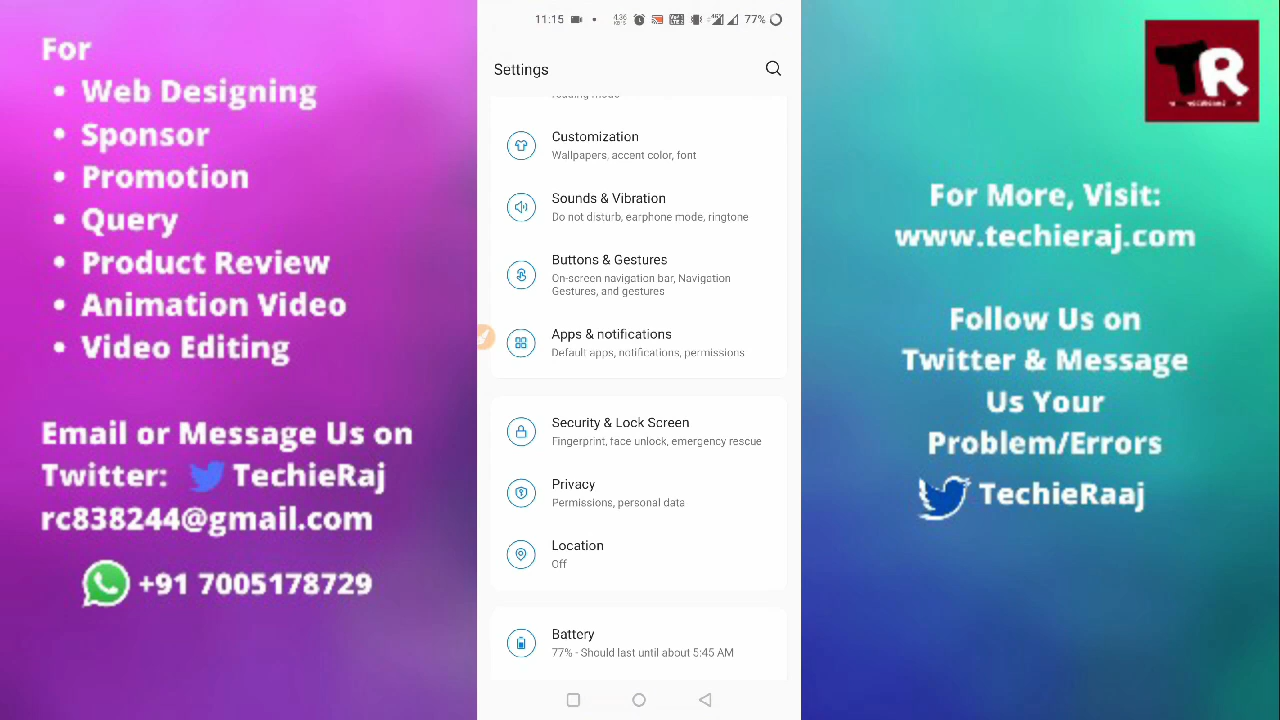 For
• Web Designing
• Sponsor
• Promotion
• Query
• Product Review
• Animation Video
• Video Editing
Email or Message Us on
Twitter: TechieRaj
rc838244@gmail.com
+91 7005178729
11:15
77%
Settings
reading mode
Customization
Wallpapers, accent color, font
Sounds & Vibration
Do not disturb, earphone mode, ringtone
Buttons & Gestures
On-screen navigation bar, Navigation
Gestures, and gestures
Apps & notifications
Default apps, notifications, permissions
Security & Lock Screen
Fingerprint, face unlock, emergency rescue
Privacy
Permissions, personal data
Location
Off
Battery
77% - Should last until about 5:45 AM
TR
For More, Visit:
www.techieraj.com
Follow Us on
Twitter & Message
Us Your
Problem/Errors
TechieRaaj